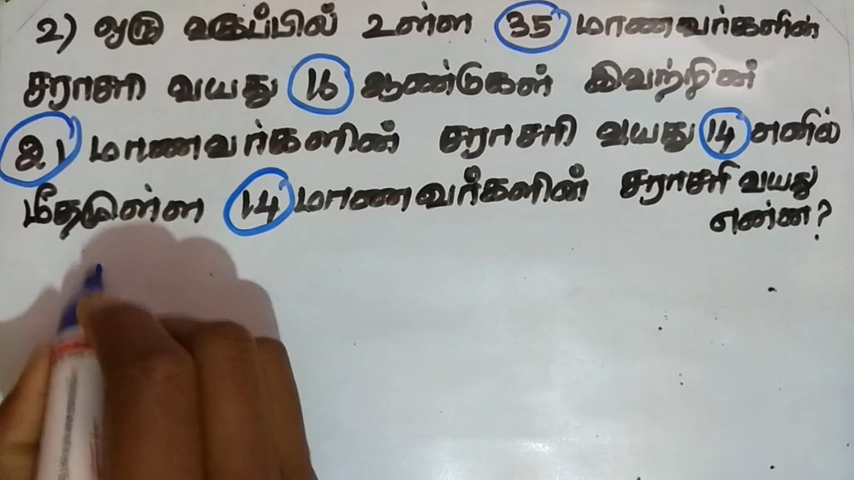 2) ஒரு வகுப்பில் உள்ள 35 மாணவர்களின்
சராசரி வயது 16 ஆண்டுகள் இவற்றின்
21 மாணவர்களின் சராசரி வயது 14 எனில்
மீதமுள்ள 14 மாணவர்களின் சராசரி வயது
என்ன?